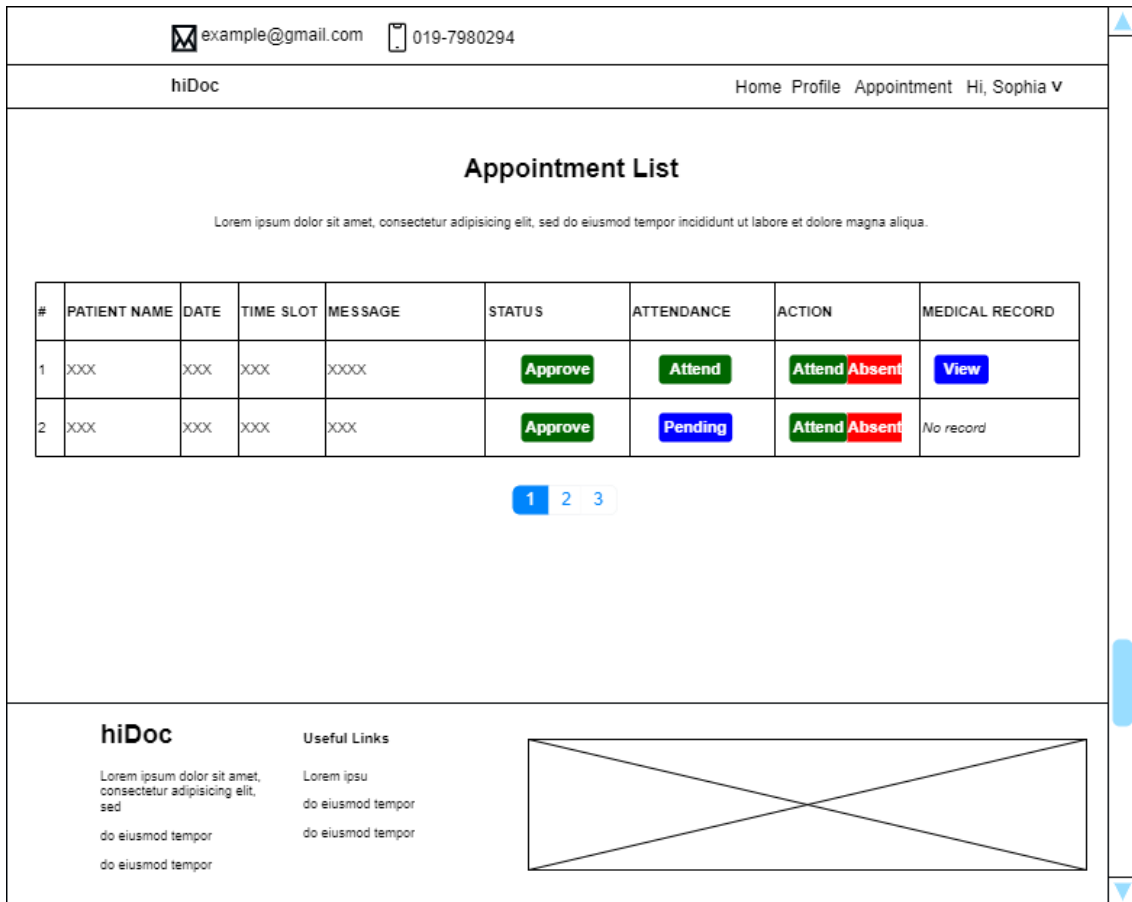 example@gmail.com 019-7980294
hiDoc Home Profile Appointment Hi, Sophia v
Appointment List
Lorem ipsum dolor sit amet, consectetur adipisicing elit, sed do eiusmod tempor incididunt ut labore et dolore magna aliqua.
# PATIENT NAME DATE TIME SLOT MESSAGE STATUS ATTENDANCE ACTION MEDICAL RECORD
1 XXX XXX XXX XXXX Approve Attend Attend Absent View
2 XXX XXX XXX XXX Approve Pending Attend Absent No record
1 2 3
hiDoc
Lorem ipsum dolor sit amet,
consectetur adipisicing elit,
sed
do eiusmod tempor
do eiusmod tempor
Useful Links
Lorem ipsu
do eiusmod tempor
do eiusmod tempor